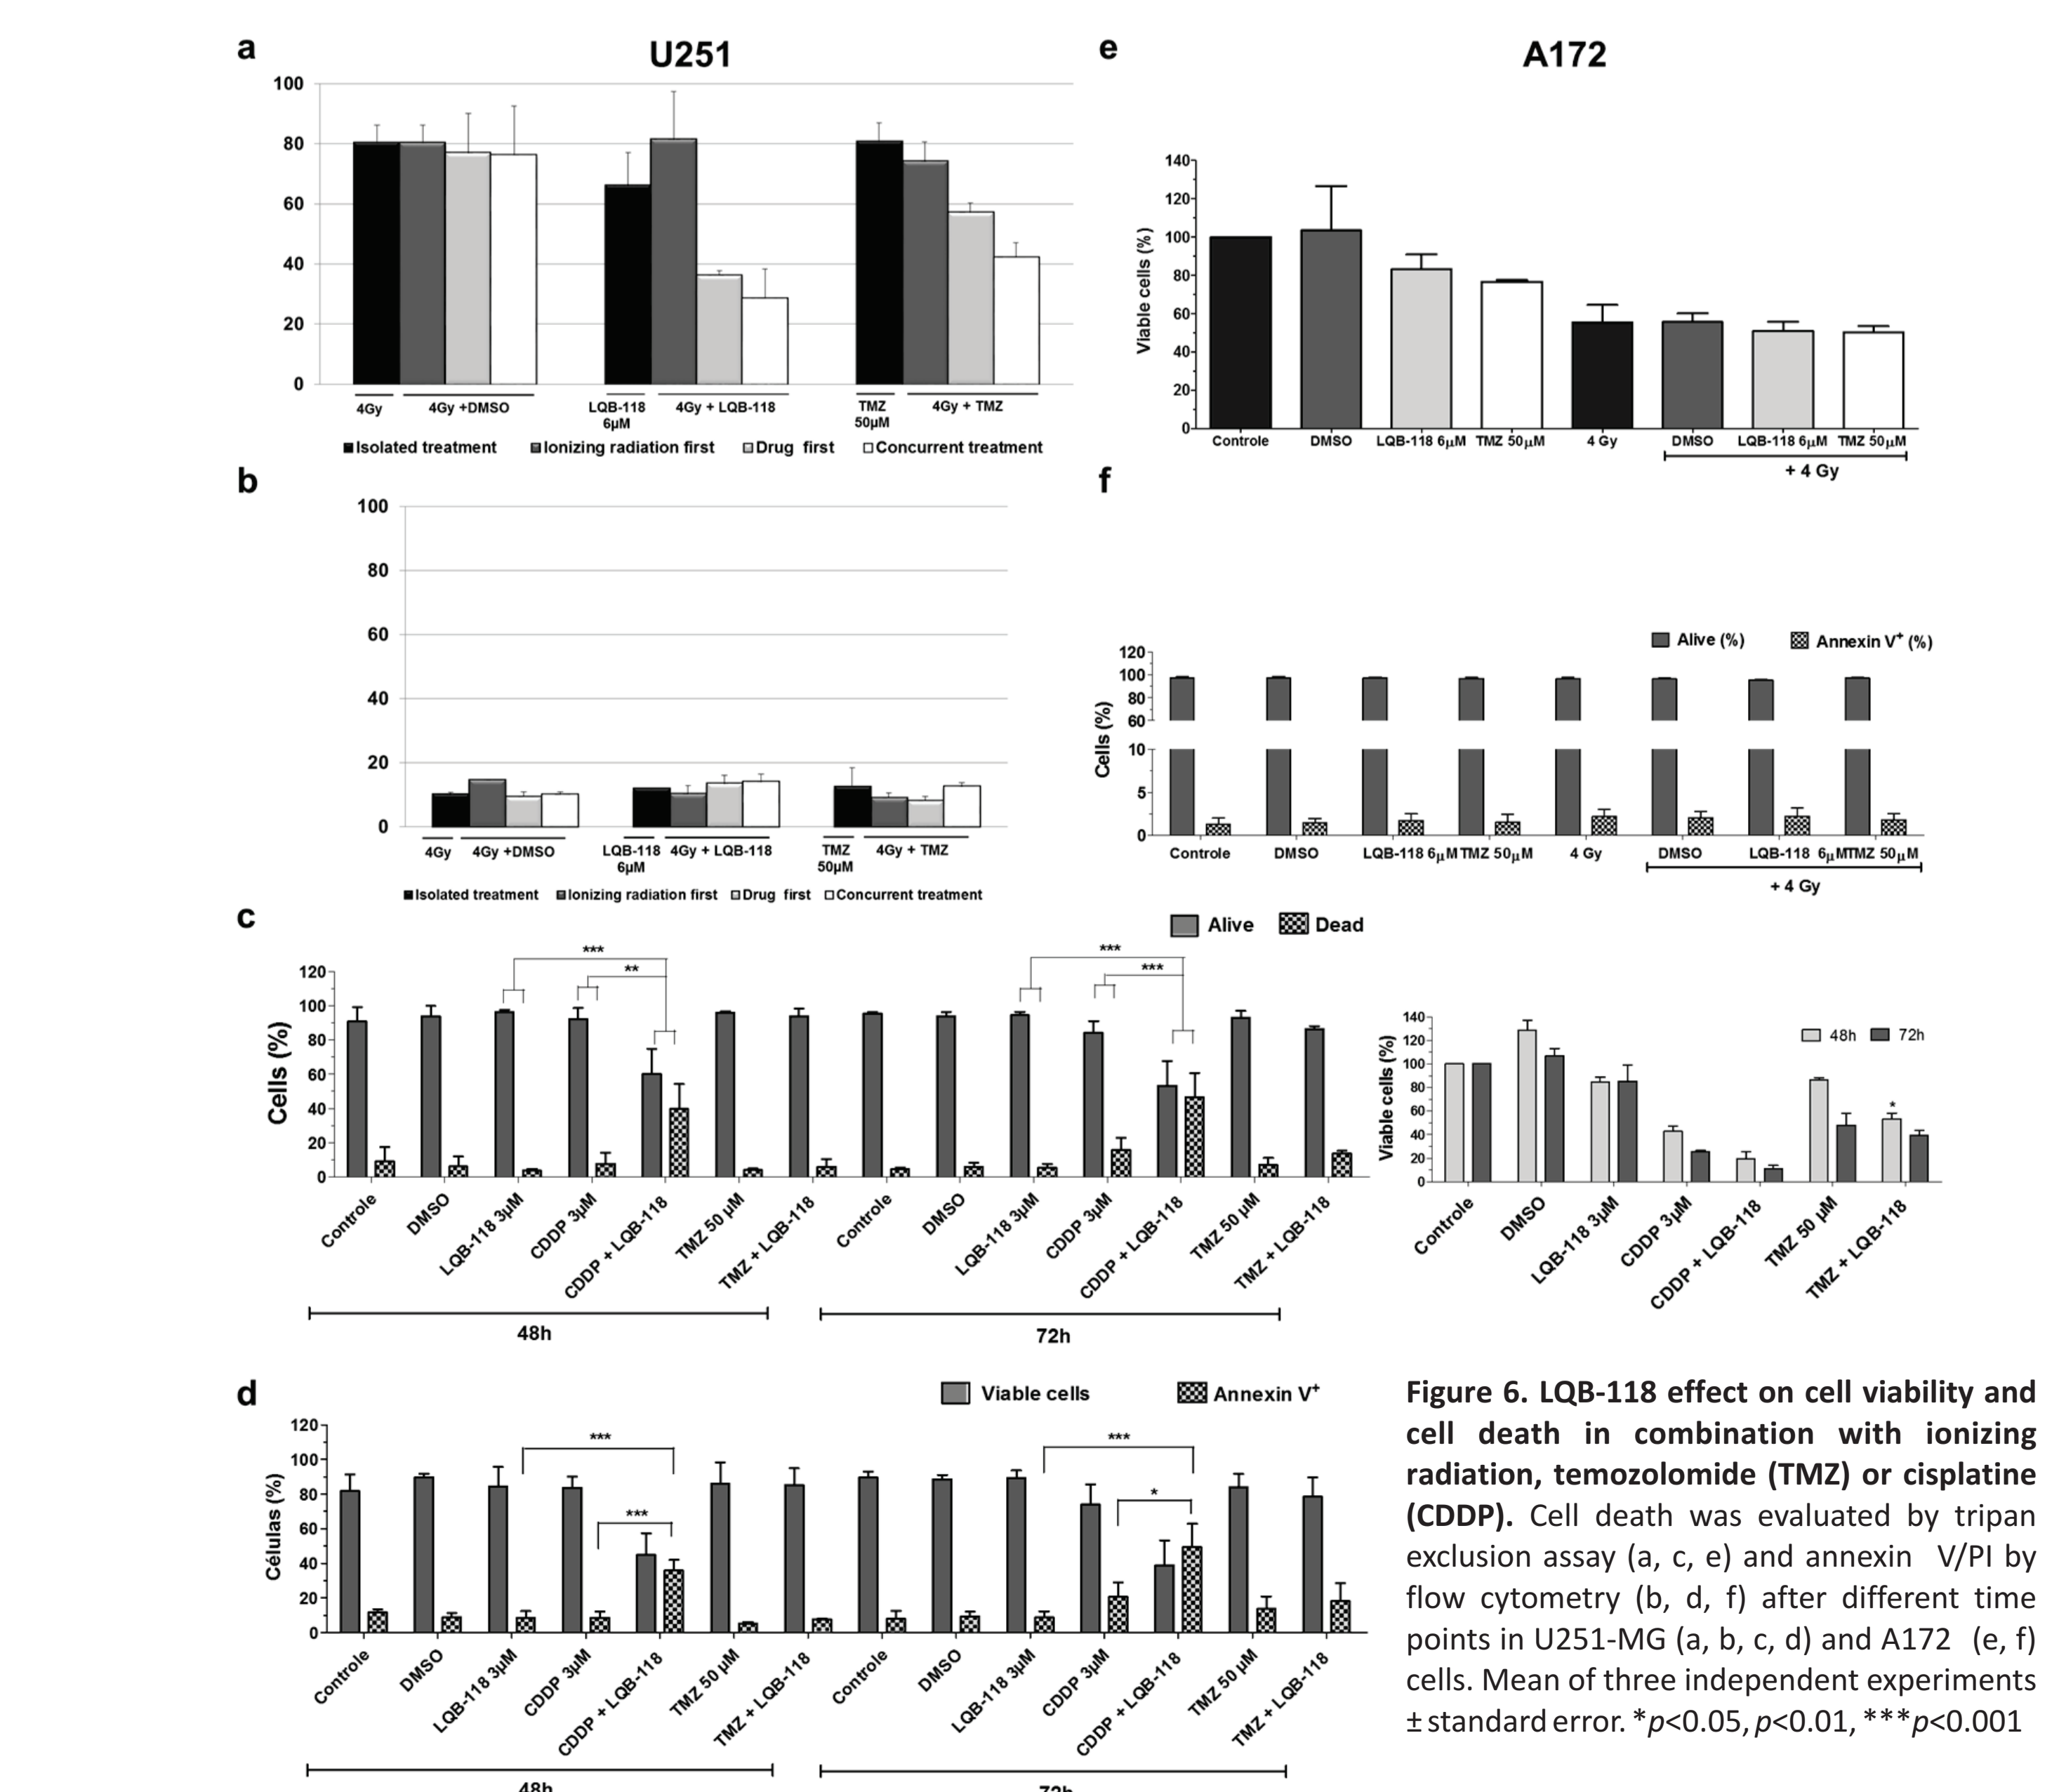 a
U251
100
80
60
40
20
0
4Gy
4Gy +DMSO
LQB-118
6μM
4Gy + LQB-118
TMZ
50μM
4Gy + TMZ
Isolated treatment
Ionizing radiation first
Drug first
Concurrent treatment
e
A172
Viable cells (%)
140
120
100
80
60
40
20
0
Controle
DMSO
LQB-118 6μM
TMZ 50μM
4 Gy
DMSO
LQB-118 6μM
TMZ 50μM
+ 4 Gy
b
100
80
60
40
20
0
4Gy
4Gy +DMSO
LQB-118
6μM
4Gy + LQB-118
TMZ
50μM
4Gy + TMZ
Isolated treatment
Ionizing radiation first
Drug first
Concurrent treatment
f
Alive (%)
Annexin V+ (%)
Cells (%)
120
100
80
60
10
5
0
Controle
DMSO
LQB-118 6μM
TMZ 50μM
4 Gy
DMSO
LQB-118 6μM
TMZ 50μM
+ 4 Gy
c
Alive
Dead
Cells (%)
120
100
80
60
40
20
0
***
**
***
***
Controle
DMSO
LQB-118 3μM
CDDP 3μM
CDDP + LQB-118
TMZ 50 μM
TMZ + LQB-118
Controle
DMSO
LQB-118 3μM
CDDP 3μM
CDDP + LQB-118
TMZ 50 μM
TMZ + LQB-118
48h
72h
Viable cells (%)
140
120
100
80
60
40
20
0
48h
72h
*
Controle
DMSO
LQB-118 3μM
CDDP 3μM
CDDP + LQB-118
TMZ 50 μM
TMZ + LQB-118
d
Viable cells
Annexin V+
Células (%)
120
100
80
60
40
20
0
***
***
***
*
Controle
DMSO
LQB-118 3μM
CDDP 3μM
CDDP + LQB-118
TMZ 50 μM
TMZ + LQB-118
Controle
DMSO
LQB-118 3μM
CDDP 3μM
CDDP + LQB-118
TMZ 50 μM
TMZ + LQB-118
48h
72h
Figure 6. LQB-118 effect on cell viability and
cell death in combination with ionizing
radiation, temozolomide (TMZ) or cisplatine
(CDDP). Cell death was evaluated by tripan
exclusion assay (a, c, e) and annexin V/PI by
flow cytometry (b, d, f) after different time
points in U251-MG (a, b, c, d) and A172 (e, f)
cells. Mean of three independent experiments
± standard error. *p<0.05, p<0.01, ***p<0.001